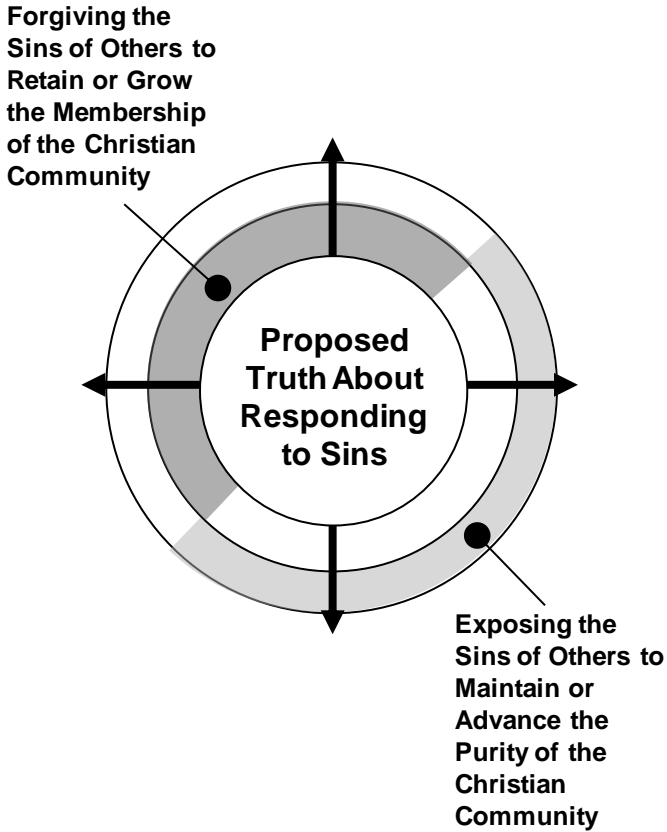 Forgiving the
Sins of Others to
Retain or Grow
the Membership
of the Christian
Community
Proposed
Truth About
Responding
to Sins
Exposing the
Sins of Others to
Maintain or
Advance the
Purity of the
Christian
Community